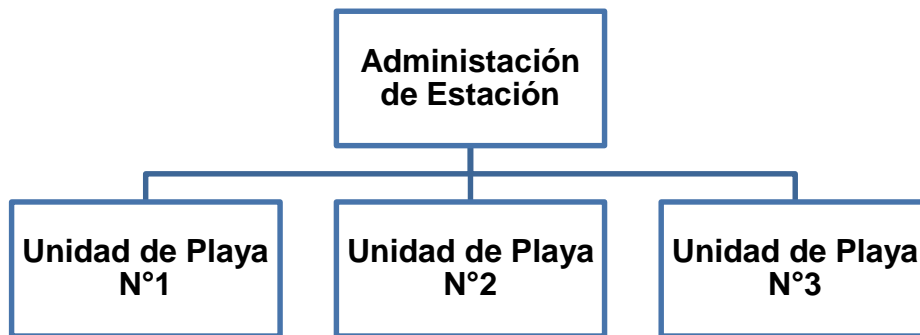 Administación
de Estación
Unidad de Playa
N°1
Unidad de Playa
N°2
Unidad de Playa
N°3